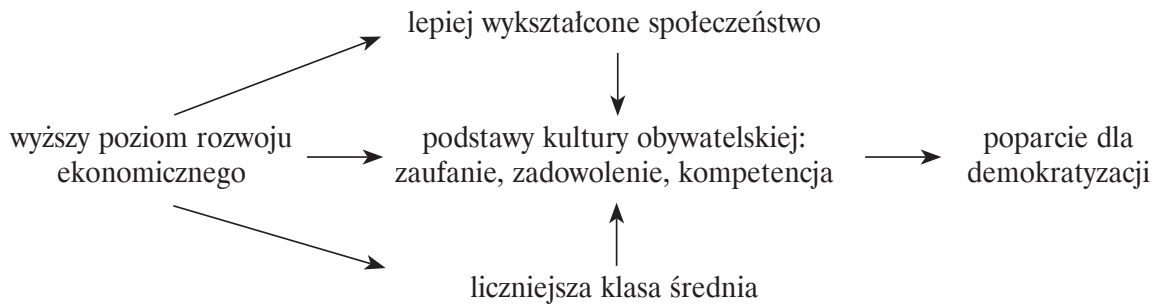 lepiej wykształcone społeczeństwo
wyższy poziom rozwoju
ekonomicznego
podstawy kultury obywatelskiej:
zaufanie, zadowolenie, kompetencja
poparcie dla
demokratyzacji
liczniejsza klasa średnia